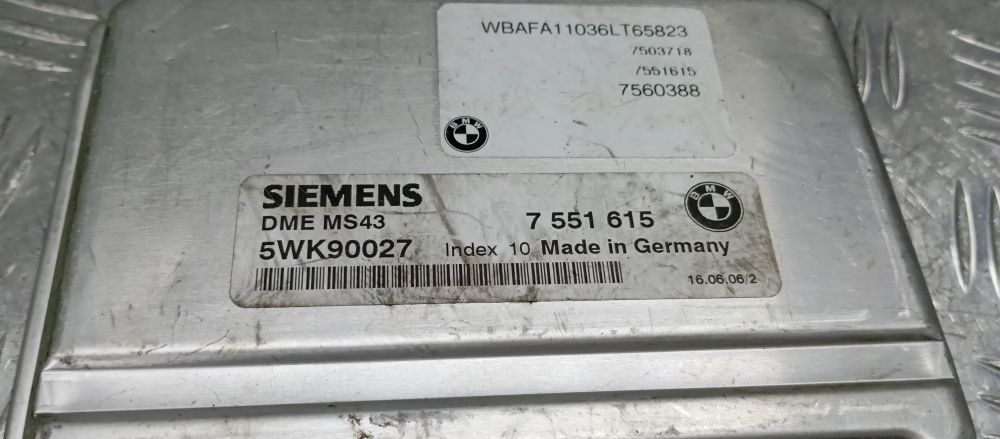 WBAFA11036LT65823
7503718
7551615
7560388
BMW
SIEMENS
DME MS43
7 551 615
BMW
5WK90027 Index 10 Made in Germany
16.06.06/2